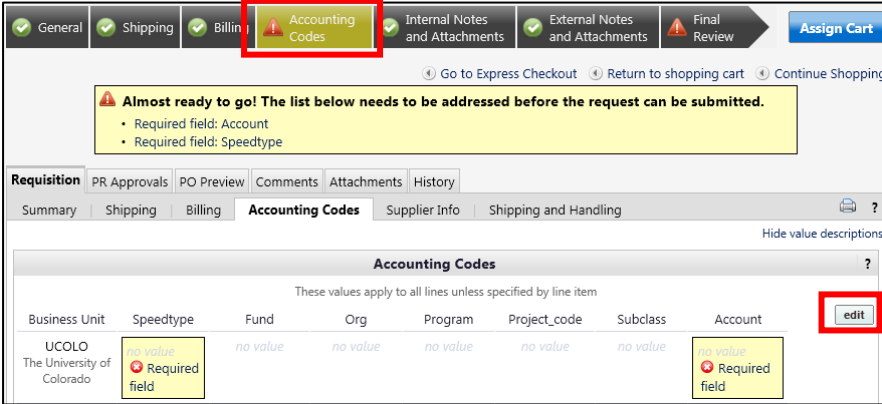 General Shipping Billing Accounting Codes Internal Notes and Attachments External Notes and Attachments Final Review Assign Cart
Go to Express Checkout Return to shopping cart Continue Shopping
Almost ready to go! The list below needs to be addressed before the request can be submitted.
• Required field: Account
• Required field: Speedtype
Requisition PR Approvals PO Preview Comments Attachments History
Summary Shipping Billing Accounting Codes Supplier Info Shipping and Handling ?
Hide value descriptions
Accounting Codes ?
These values apply to all lines unless specified by line item
edit
Business Unit Speedtype Fund Org Program Project_code Subclass Account
UCOLO no value no value no value no value no value no value no value
The University of Required Required
Colorado field field